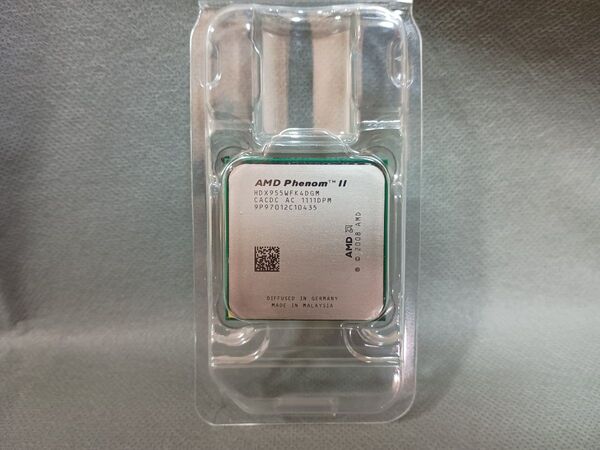 AMD Phenom™ II
HDX955WFK4DGM
CACDC AC 1111DPM
9P97012C10435
AMD
© 2008 AMD
DIFFUSED IN GERMANY
MADE IN MALAYSIA